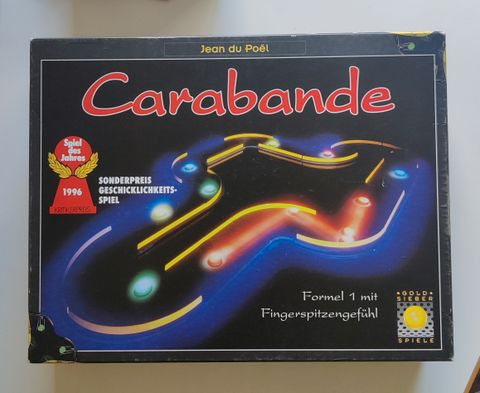 Jean du Poël
Carabande
Spiel
des
Jahres
1996
SONDERPREIS
GESCHICKLICHKEITS-
SPIEL
Formel 1 mit
Fingerspitzengefühl
GOLD
SIEBER
SPIELE